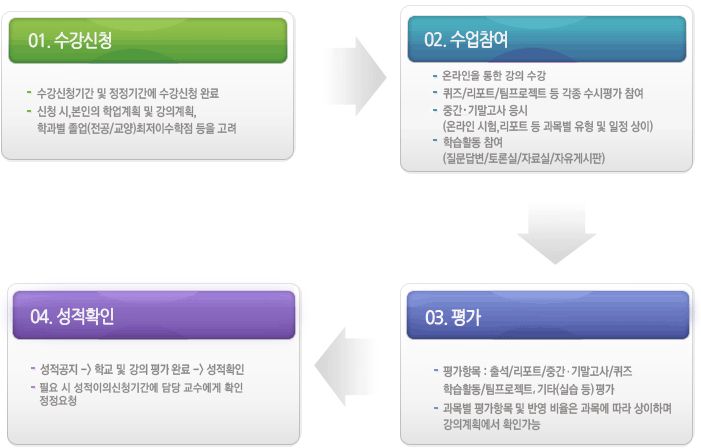 01. 수강신청
- 수강신청기간 및 정정기간에 수강신청 완료
- 신청 시,본인의 학업계획 및 강의계획,
학과별 졸업(전공/교양)최저이수학점 등을 고려
02. 수업참여
- 온라인을 통한 강의 수강
- 퀴즈/리포트/팀프로젝트 등 각종 수시평가 참여
- 중간·기말고사 응시
(온라인 시험,리포트 등 과목별 유형 및 일정 상이)
- 학습활동 참여
(질문답변/토론실/자료실/자유게시판)
03. 평가
- 평가항목 : 출석/리포트/중간·기말고사/퀴즈
학습활동/팀프로젝트, 기타(실습 등) 평가
- 과목별 평가항목 및 반영 비율은 과목에 따라 상이하며
강의계획에서 확인가능
04. 성적확인
- 성적공지 -> 학교 및 강의 평가 완료 -> 성적확인
- 필요 시 성적이의신청기간에 담당 교수에게 확인
정정요청